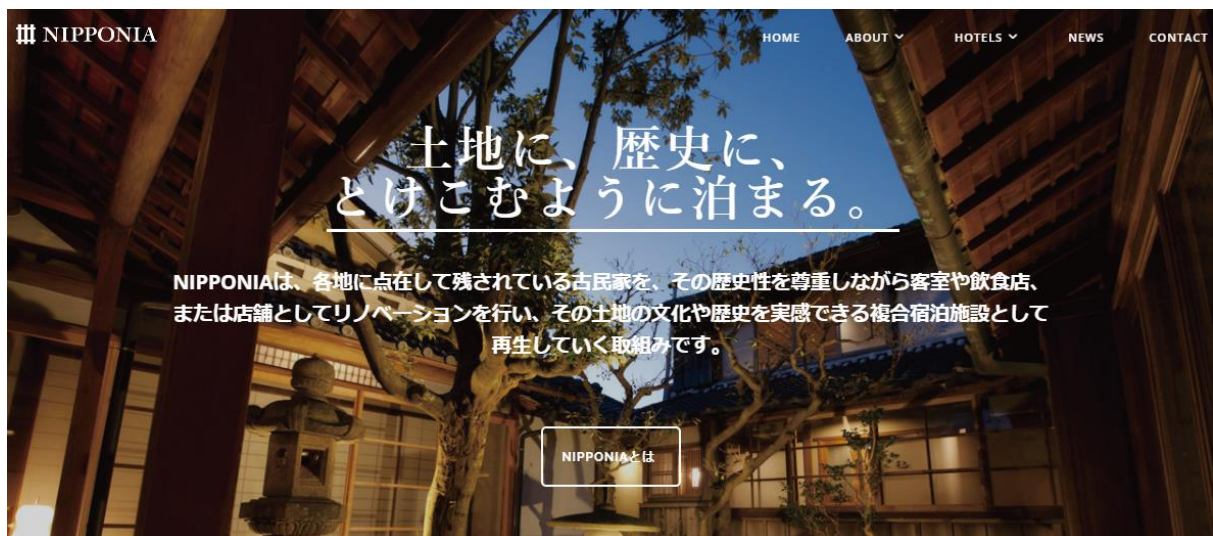 NIPPONIA
HOME ABOUT HOTELS NEWS CONTACT
土地に、歴史に、
とけこむように泊まる。
NIPPONIAは、各地に点在して残されている古民家を、その歴史性を尊重しながら客室や飲食店、
または店舗としてリノベーションを行い、その土地の文化や歴史を実感できる複合宿泊施設として
再生していく取組みです。
NIPPONIAとは